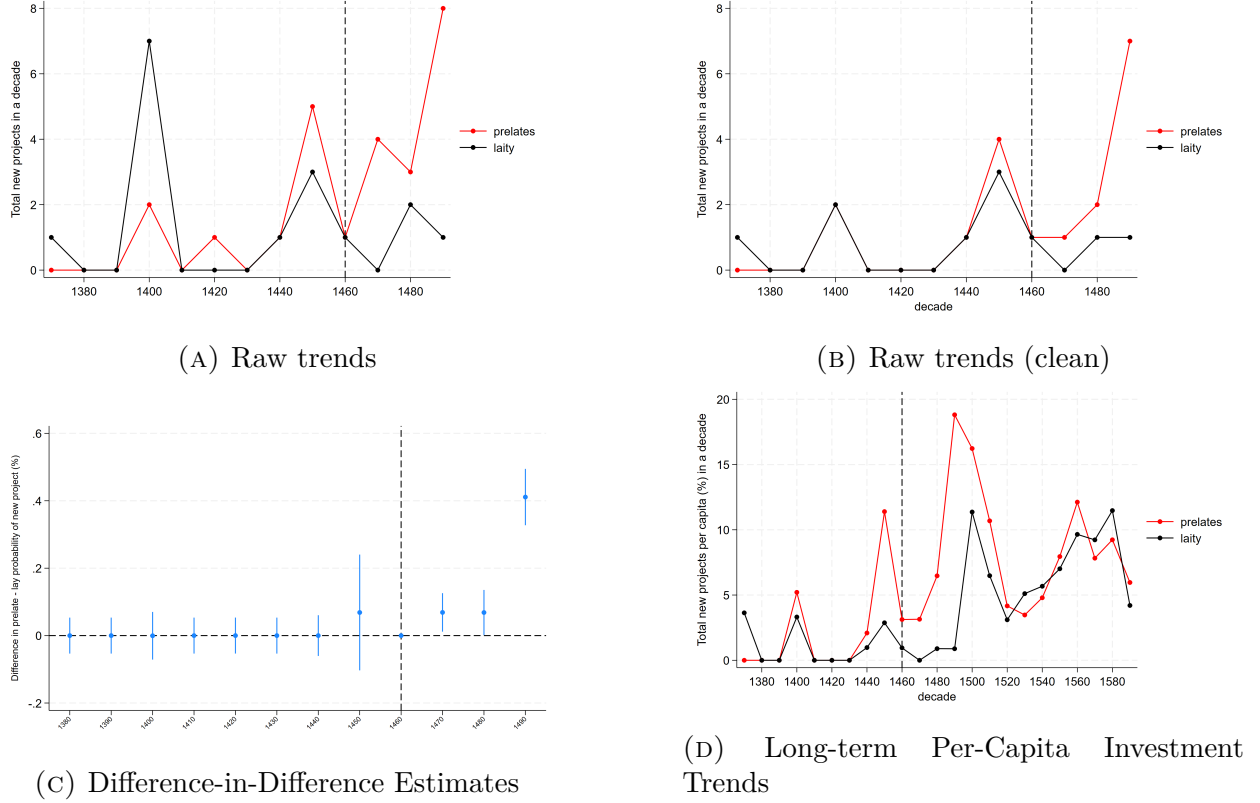 Total new projects in a decade
8
6
4
2
0
1380 1400 1420 1440 1460 1480
prelates
laity
(A) Raw trends
Total new projects in a decade
8
6
4
2
0
1380 1400 1420 1440 1460 1480
decade
prelates
laity
(B) Raw trends (clean)
Difference in prelate - lay probability of new project (%)
.6
.4
.2
0
-.2
1380 1390 1400 1410 1420 1430 1440 1450 1460 1470 1480 1490
(C) Difference-in-Difference Estimates
Total new projects per capita (%) in a decade
20
15
10
5
0
1380 1400 1420 1440 1460 1480 1500 1520 1540 1560 1580
decade
prelates
laity
(D) Long-term Per-Capita Investment
Trends